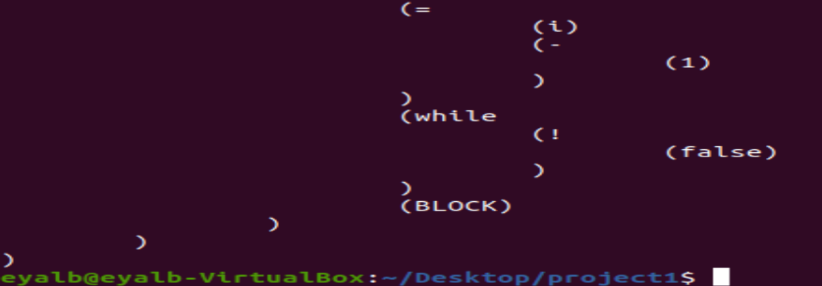 (=
(i)
(-
(1)
)
)
(while
(!
(false)
)
)
(BLOCK)
)
)
)
eyalb@eyalb-VirtualBox:~/Desktop/project1$